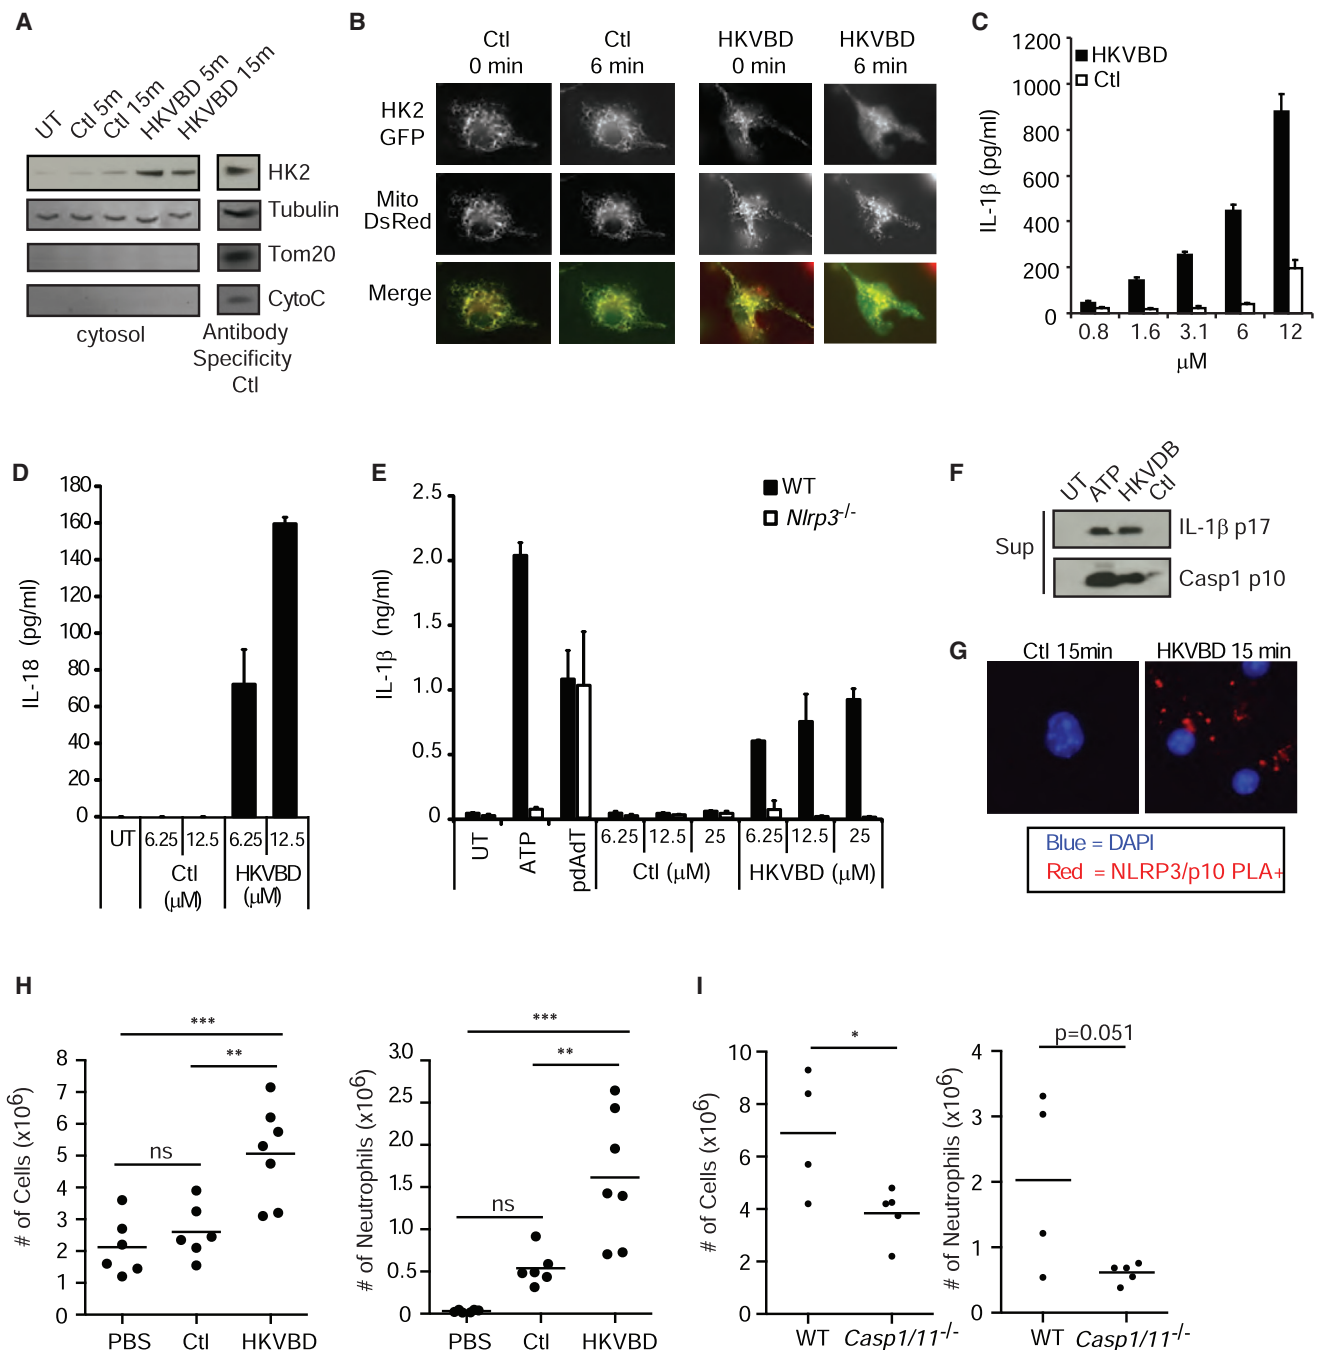 A
UT
Ctl 5m
Ctl 15m
HKVBD 5m
HKVBD 15m
HK2
Tubulin
Tom20
CytoC
cytosol
Antibody
Specificity
Ctl
B
Ctl
0 min
Ctl
6 min
HKVBD
0 min
HKVBD
6 min
HK2
GFP
Mito
DsRed
Merge
C
HKVBD
Ctl
IL-1β (pg/ml)
1200
1000
800
600
400
200
0
0.8 1.6 3.1 6 12
μM
D
IL-18 (pg/ml)
180
160
140
120
100
80
60
40
20
0
UT 6.25 12.5 6.25 12.5
Ctl
(μM)
HKVBD
(μM)
E
WT
Nlrp3-/-
IL-1β (ng/ml)
2.5
2.0
1.5
1.0
0.5
0
UT
ATP
pdAdT
6.25 12.5 25 6.25 12.5 25
Ctl (μM) HKVBD (μM)
F
UT
ATP
HKVDB
Ctl
Sup
IL-1β p17
Casp1 p10
G
Ctl 15min HKVBD 15 min
Blue = DAPI
Red = NLRP3/p10 PLA+
H
***
**
ns
# of Cells (x10^6)
8
7
6
5
4
3
2
1
0
PBS Ctl HKVBD
***
**
ns
# of Neutrophils (x10^6)
3.0
2.5
2.0
1.5
1.0
0.5
0
PBS Ctl HKVBD
I
*
# of Cells (x10^6)
10
8
6
4
2
0
WT Casp1/11-/-
p=0.051
# of Neutrophils (x10^6)
4
3
2
1
0
WT Casp1/11-/-